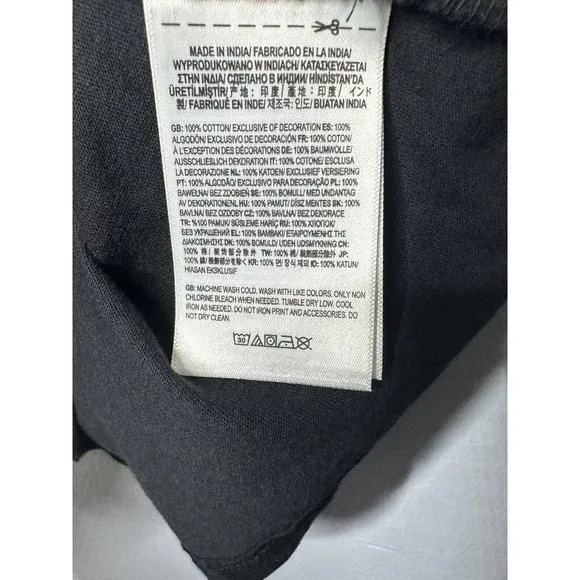 MADE IN INDIA/ FABRICADO EN LA INDIA/
WYPRODUKOWANO W INDIACH/ ΚΑΤΑΣΚΕΥΑΖΕΤΑΙ
ΣΤΗΝ ΙΝΔΙΑ/ СДЕЛАНО В ИНДИИ/ HİNDİSTAN'DA
ÜRETİLMİŞTİR/ 产地: 印度/ 產地: 印度/ インド
製/ FABRIQUÉ EN INDE/ 제조국: 인도/ BUATAN INDIA
GB: 100% COTTON/ EXCLUSIVE OF DECORATION ES: 100%
ALGODÓN/ EXCLUSIVO DE DECORACIÓN FR: 100% COTON/
À L'EXCEPTION DES DÉCORATIONS DE: 100% BAUMWOLLE/
AUSSCHLIEßLICH DEKORATION IT: 100% COTONE/ ESCLUSA
LA DECORAZIONE NL: 100% KATOEN/ EXCLUSIEF VERSIERING
PT: 100% ALGODÃO/ EXCLUSIVO PARA DECORAÇÃO PL: 100%
BAWEŁNA/ BEZ ZDOBIEŃ SE: 100% BOMULL/ MED UNDANTAG
AV DEKORATIONEN HU: 100% PAMUT/ DÍSZ MENTES SK: 100%
BAVLNA/ BEZ OZDOBY CZ: 100% BAVLNA/ BEZ DEKORACE
TR: %100 PAMUK/ SÜSLEME HARİÇ RU: 100% ХЛОПОК/
БЕЗ УКРАШЕНИЙ EL: 100% ΒΑΜΒΑΚΙ/ ΕΞΑΙΡΟΥΜΕΝΗΣ ΤΗΣ
ΔΙΑΚΟΣΜΗΣΗΣ DK: 100% BOMULD/ UDEN UDSMYKNING CN:
100% 棉/ 装饰部分除外 TW: 100% 綿/ 裝飾部分除外 JP:
100% 綿/ 装飾部分除く KR: 100% 면/ 장식 제외 ID: 100% KATUN/
HIASAN EKSKLUSIF
GB: MACHINE WASH COLD. WASH WITH LIKE COLORS. ONLY NON
CHLORINE BLEACH WHEN NEEDED. TUMBLE DRY LOW. COOL
IRON AS NEEDED. DO NOT IRON PRINT AND ACCESSORIES. DO
NOT DRY CLEAN.
30